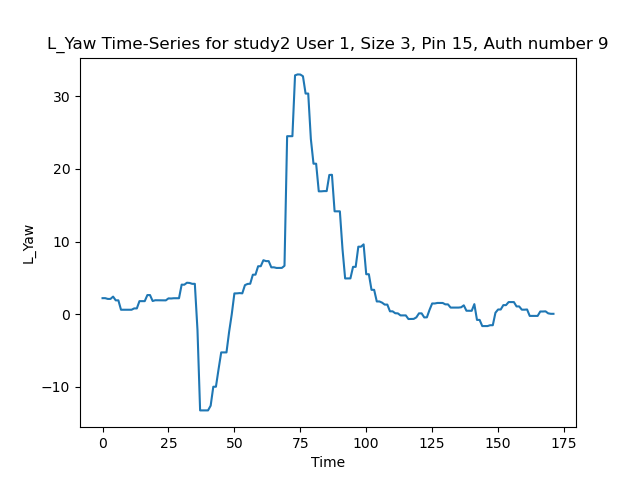 L_Yaw Time-Series for study2 User 1, Size 3, Pin 15, Auth number 9
30
20
10
0
−10
L_Yaw
0 25 50 75 100 125 150 175
Time